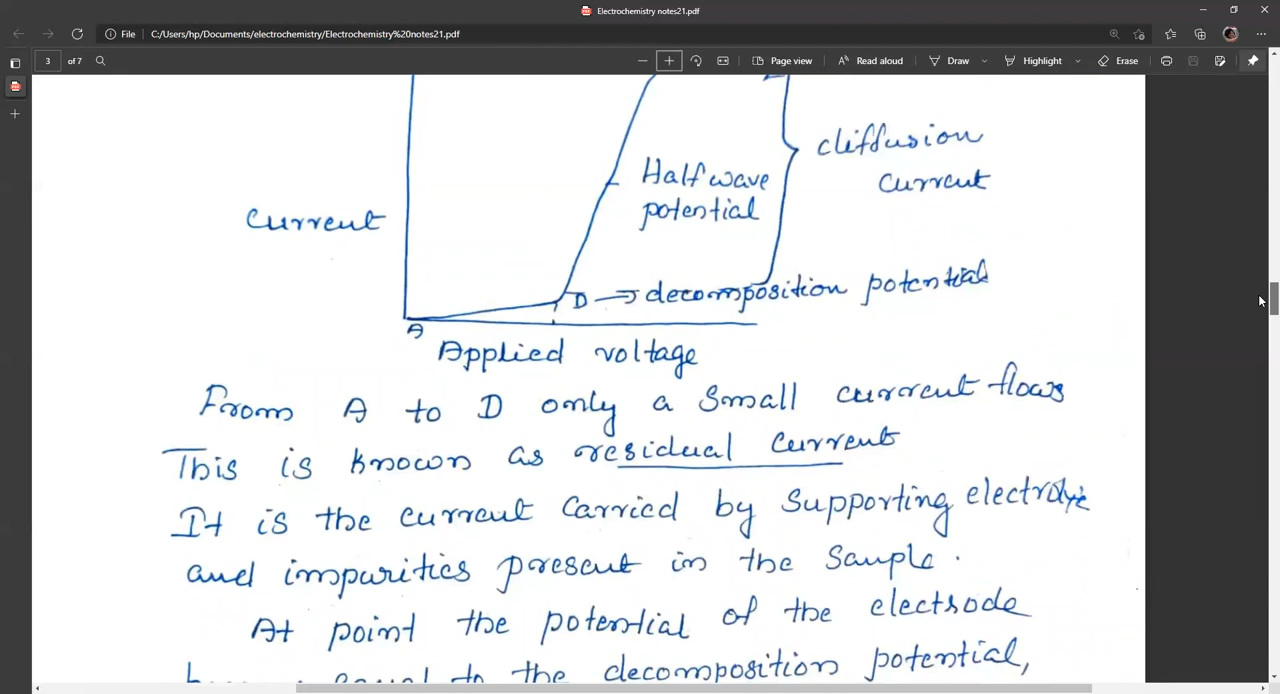 Electrochemistry notes21.pdf
File C:/Users/hp/Documents/electrochemistry/Electrochemistry%20notes21.pdf
3 of 7 Page view Read aloud Draw Highlight Erase
diffusion
current
Half wave
potential
Current
D → decomposition potential
A
Applied voltage
From A to D only a small current flows
This is known as residual current
It is the current carried by supporting electrolyte
and impurities present in the sample.
At point the potential of the electrode
equal to the decomposition potential,